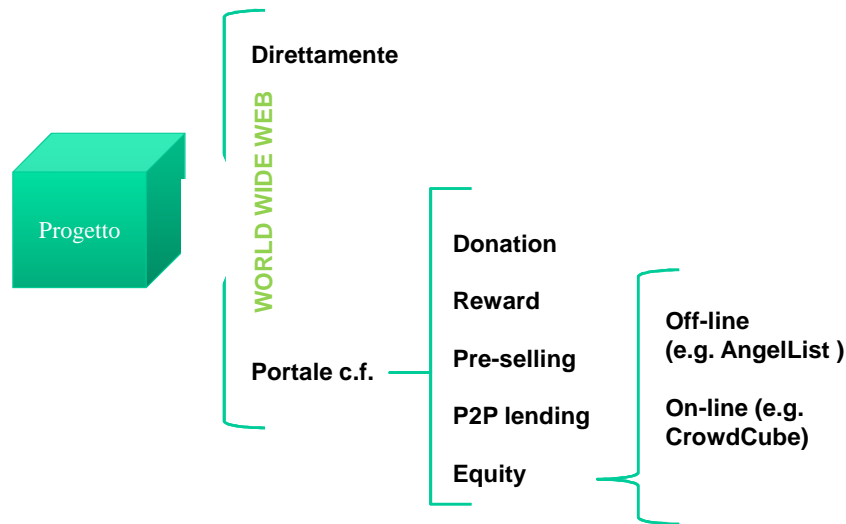 Direttamente
WORLD WIDE WEB
Progetto
Portale c.f.
Donation
Reward
Pre-selling
P2P lending
Equity
Off-line
(e.g. AngelList )
On-line (e.g.
CrowdCube)